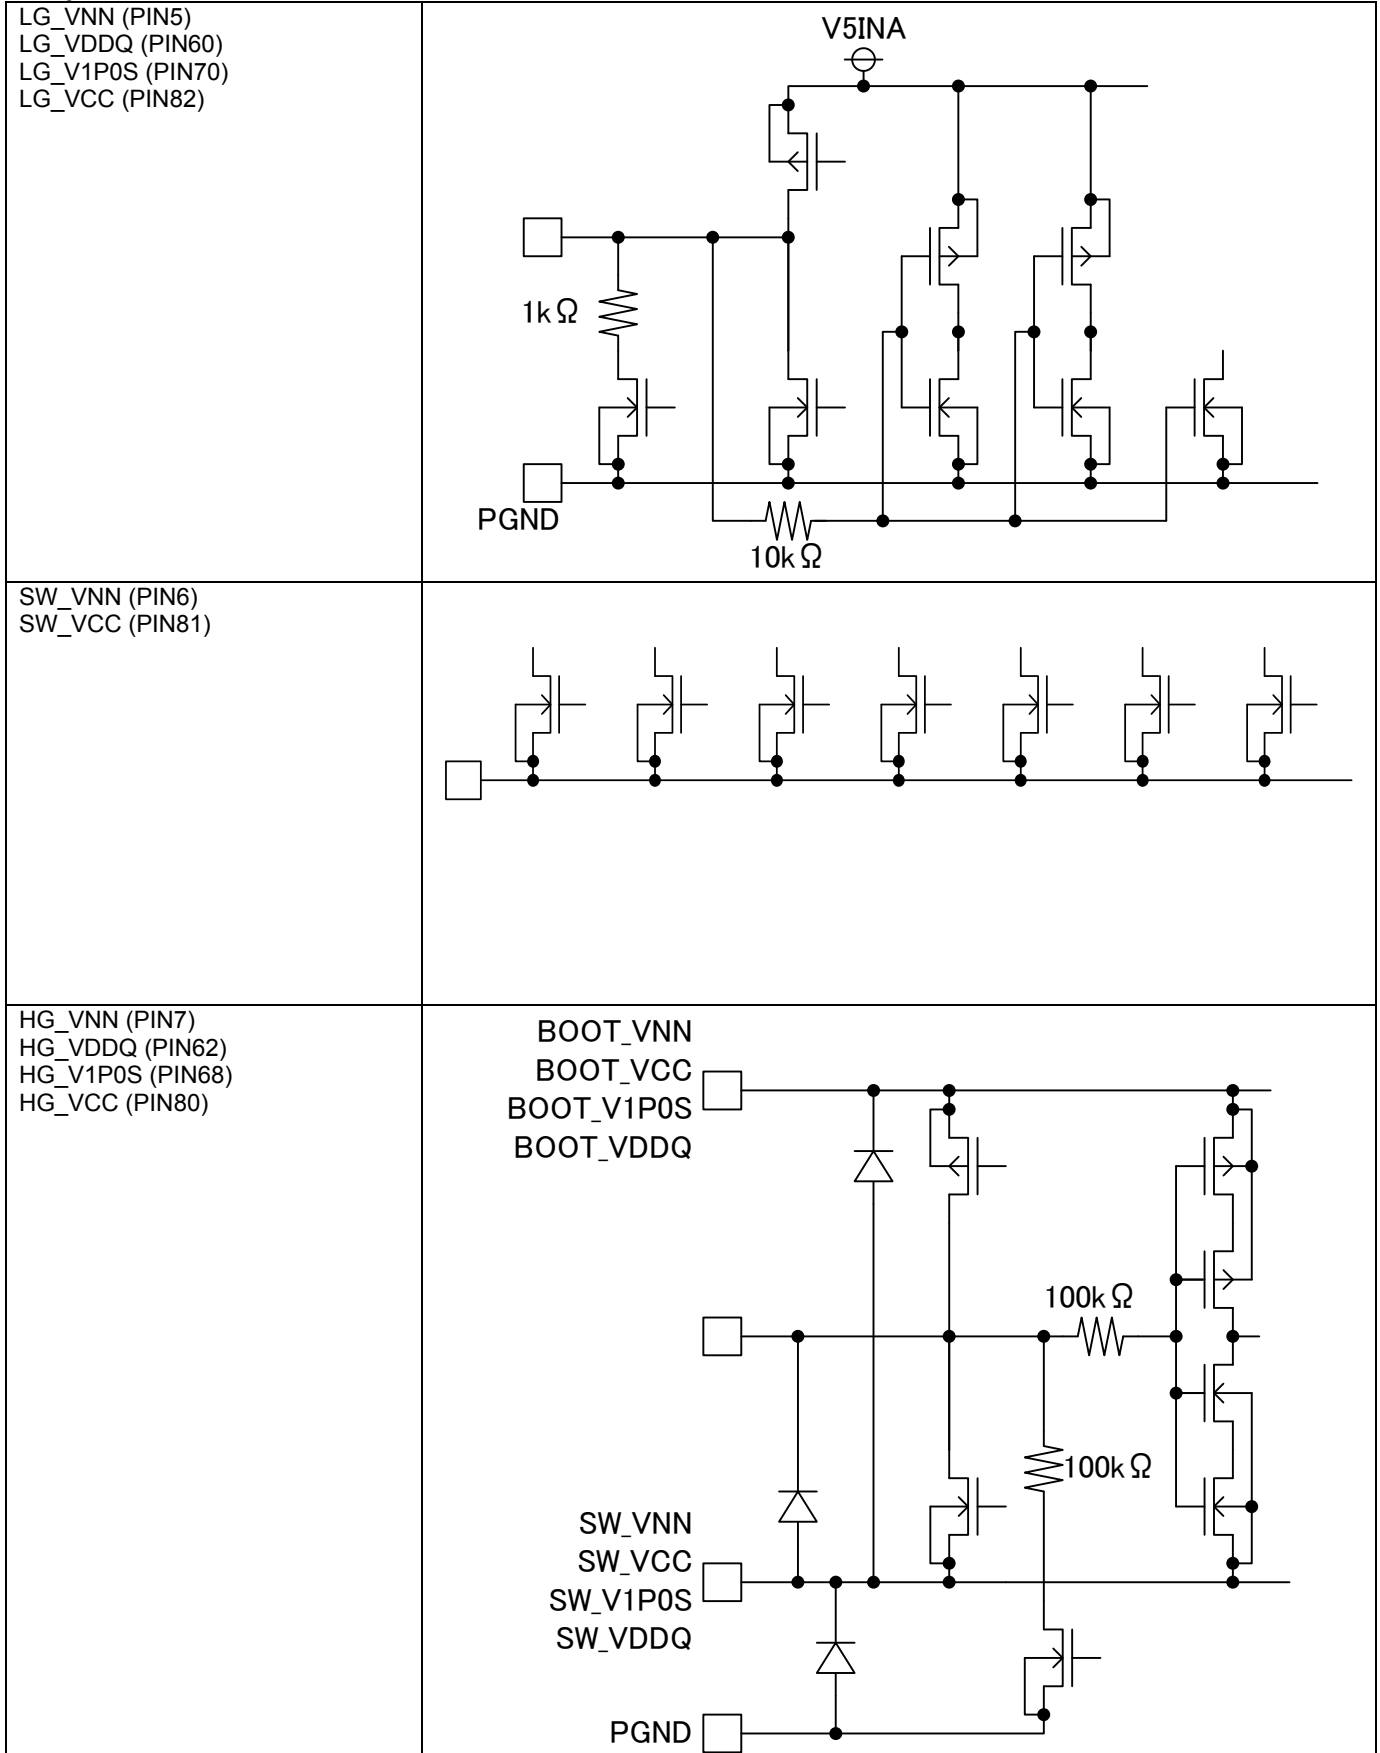 LG_VNN (PIN5)
LG_VDDQ (PIN60)
LG_V1P0S (PIN70)
LG_VCC (PIN82)
V5INA
1kΩ
PGND
10kΩ
SW_VNN (PIN6)
SW_VCC (PIN81)
HG_VNN (PIN7)
HG_VDDQ (PIN62)
HG_V1P0S (PIN68)
HG_VCC (PIN80)
BOOT_VNN
BOOT_VCC
BOOT_V1P0S
BOOT_VDDQ
100kΩ
100kΩ
SW_VNN
SW_VCC
SW_V1P0S
SW_VDDQ
PGND